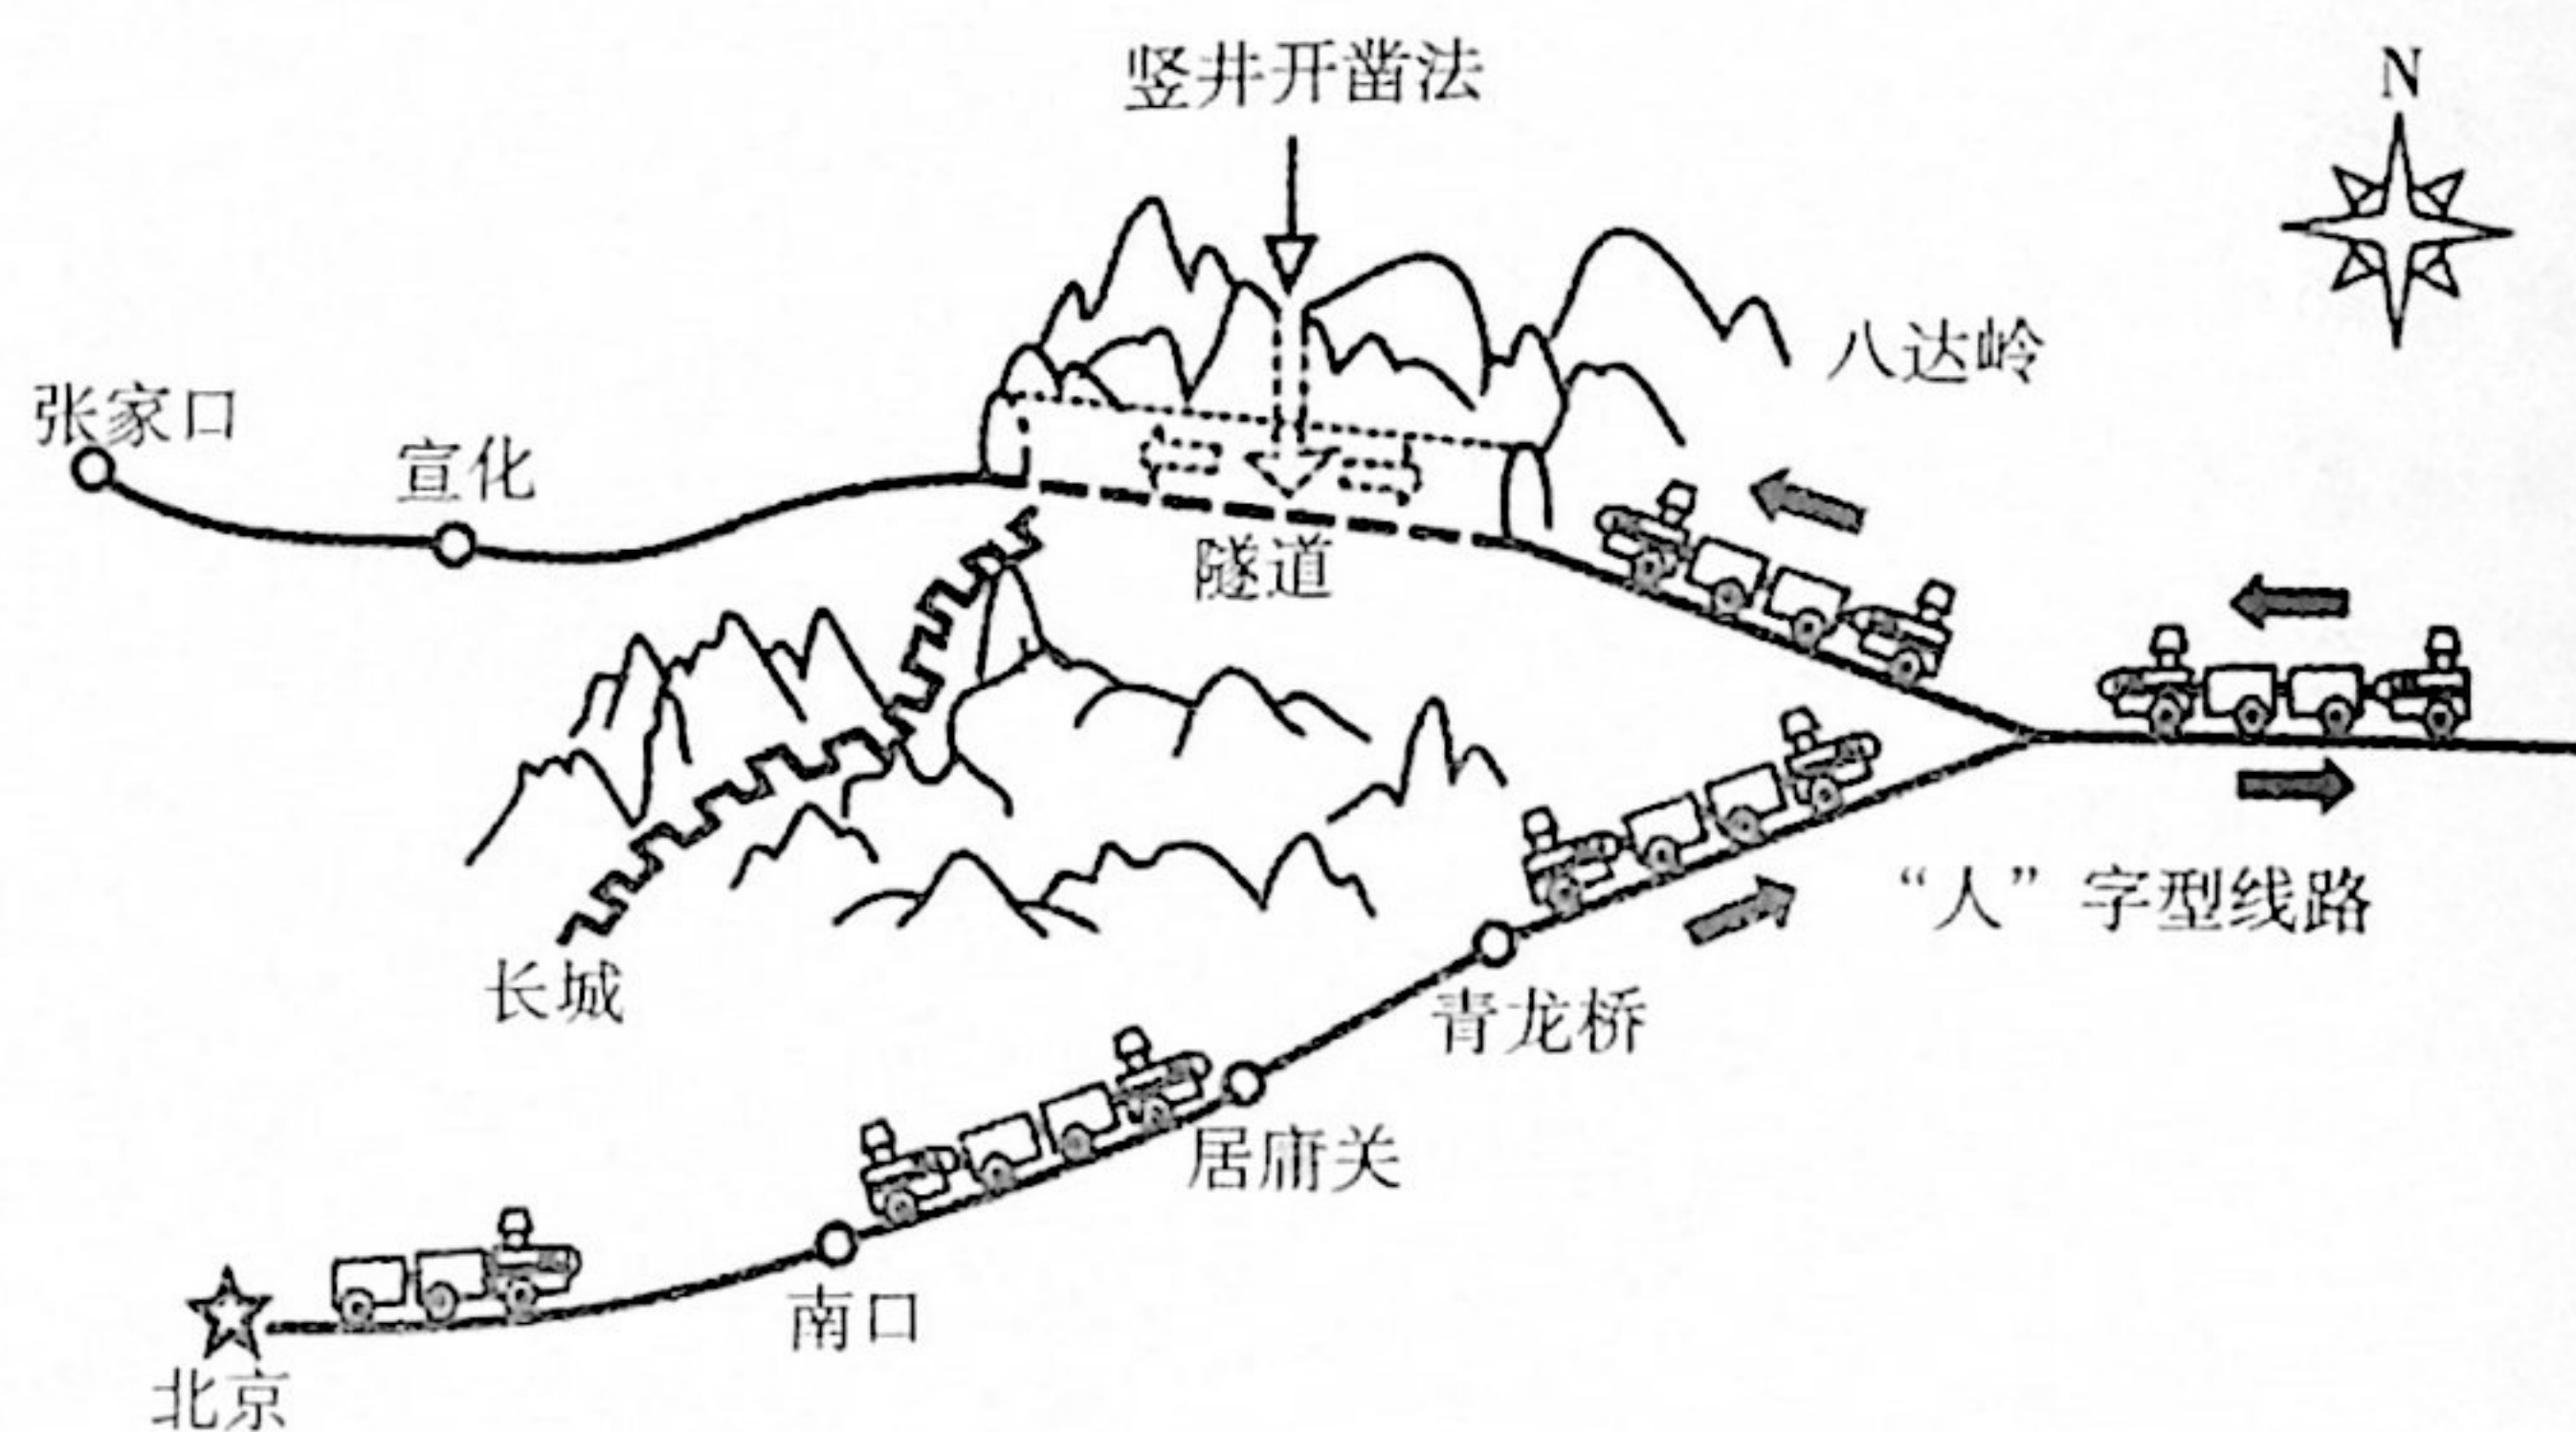 竖井开凿法
N
八达岭
张家口
宣化
隧道
“人”字型线路
长城
青龙桥
居庸关
南口
北京